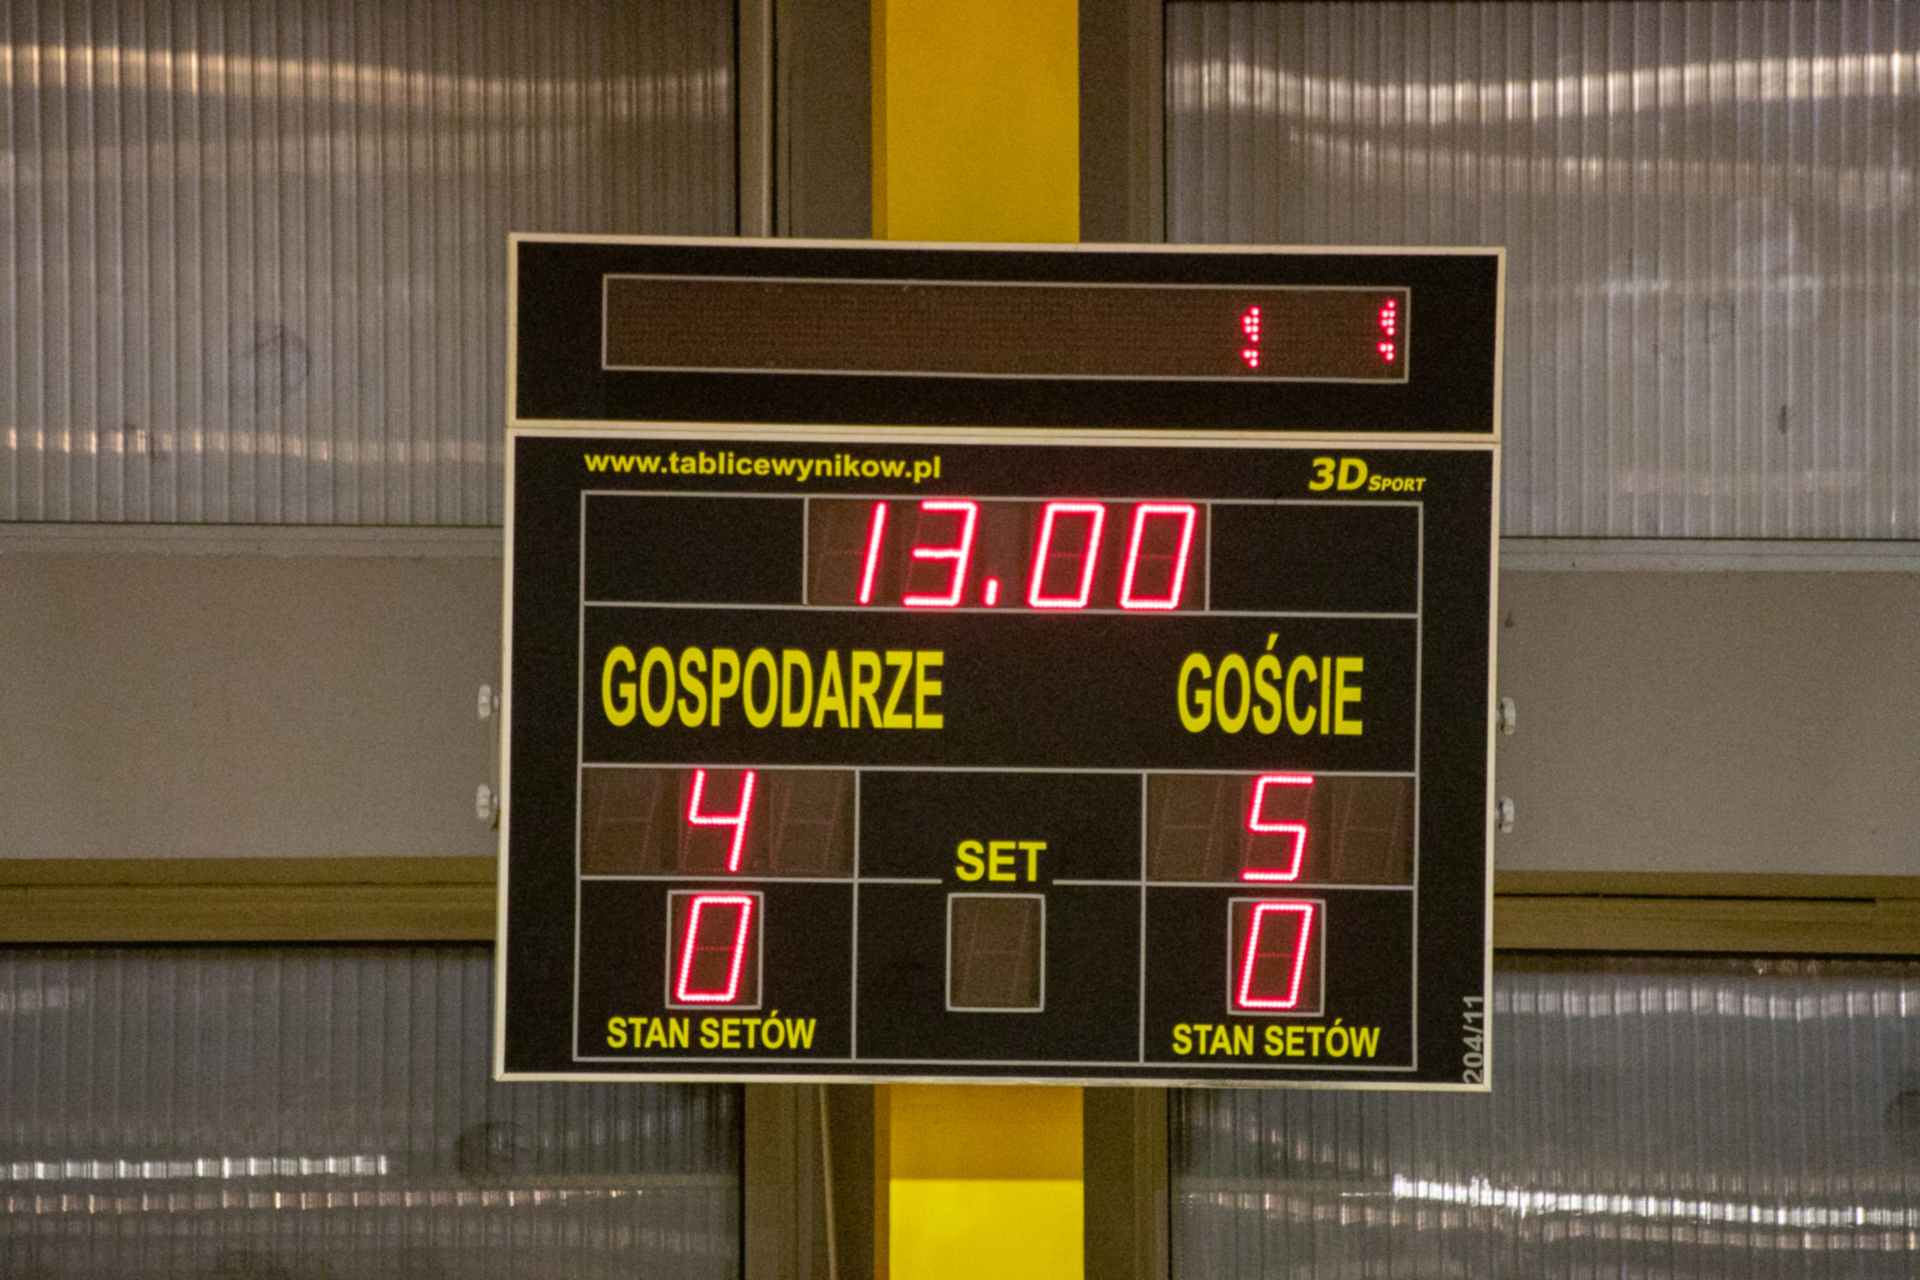 www.tablicewynikow.pl 3D SPORT
13.00
GOSPODARZE GOŚCIE
4 5
SET
0 0
STAN SETÓW STAN SETÓW
204/11